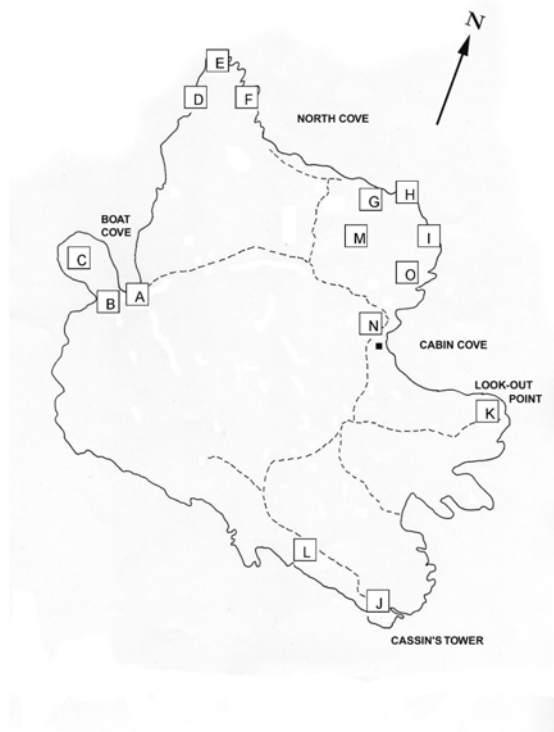 N
E
D
F
NORTH COVE
H
G
BOAT
COVE
M
I
C
O
A
B
N
CABIN COVE
LOOK-OUT
POINT
K
L
J
CASSIN'S TOWER